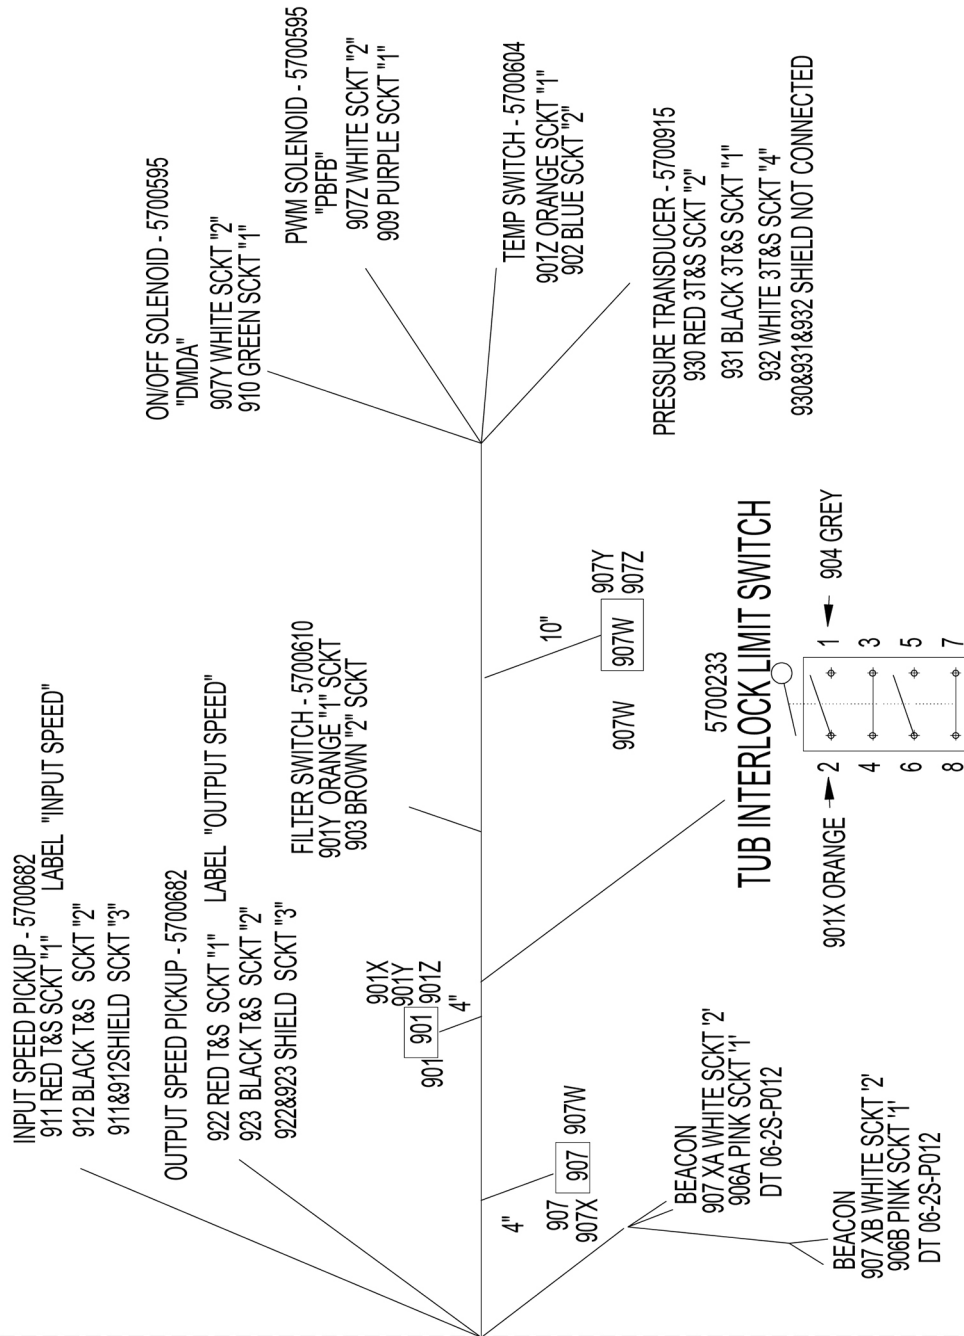 INPUT SPEED PICKUP - 5700682
911 RED T&S SCKT "1" LABEL "INPUT SPEED"
912 BLACK T&S SCKT "2"
911&912SHIELD SCKT "3"
OUTPUT SPEED PICKUP - 5700682
922 RED T&S SCKT "1" LABEL "OUTPUT SPEED"
923 BLACK T&S SCKT "2"
922&923 SHIELD SCKT "3"
FILTER SWITCH - 5700610
901Y ORANGE "1" SCKT
903 BROWN "2" SCKT
ON/OFF SOLENOID - 5700595
"DMDA"
907Y WHITE SCKT "2"
910 GREEN SCKT "1"
PWM SOLENOID - 5700595
"PBFB"
907Z WHITE SCKT "2"
909 PURPLE SCKT "1"
TEMP SWITCH - 5700604
901Z ORANGE SCKT "1"
902 BLUE SCKT "2"
PRESSURE TRANSDUCER - 5700915
930 RED 3T&S SCKT "2"
931 BLACK 3T&S SCKT "1"
932 WHITE 3T&S SCKT "4"
930&931&932 SHIELD NOT CONNECTED
901X
901Y
901 901 901Z
4"
4"
907 907 907W
907X
10"
907Y
907W 907W 907Z
BEACON
907 XA WHITE SCKT '2'
906A PINK SCKT '1'
DT 06-2S-P012
BEACON
907 XB WHITE SCKT '2'
906B PINK SCKT '1'
DT 06-2S-P012
5700233
TUB INTERLOCK LIMIT SWITCH
901X ORANGE 2 1 904 GREY
4 3
6 5
8 7